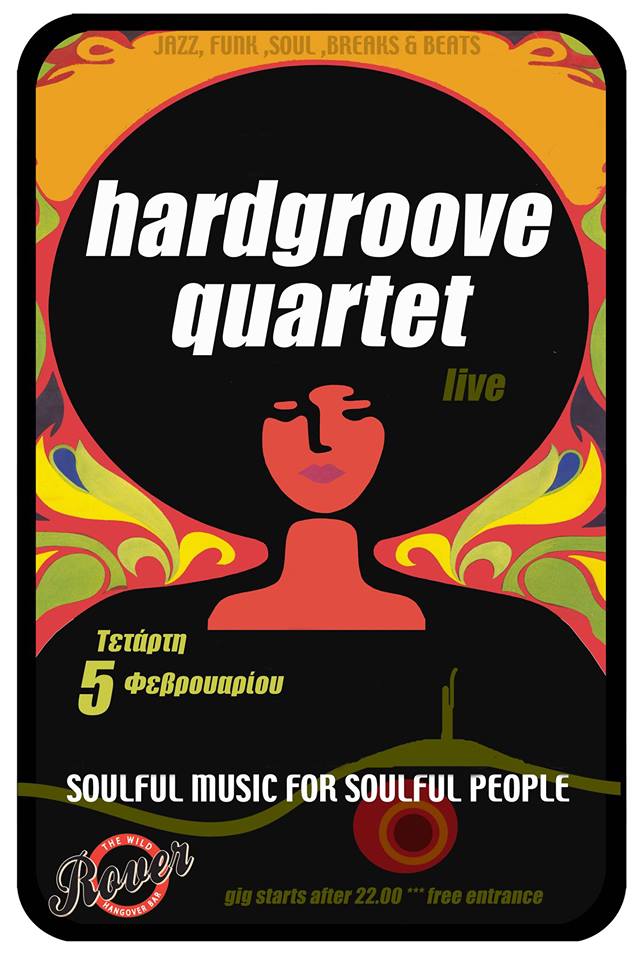 JAZZ, FUNK ,SOUL ,BREAKS & BEATS
hardgroove
quartet
live
Τετάρτη
5 Φεβρουαρίου
SOULFUL MUSIC FOR SOULFUL PEOPLE
THE WILD
Rover
HANGOVER BAR
gig starts after 22.00 *** free entrance